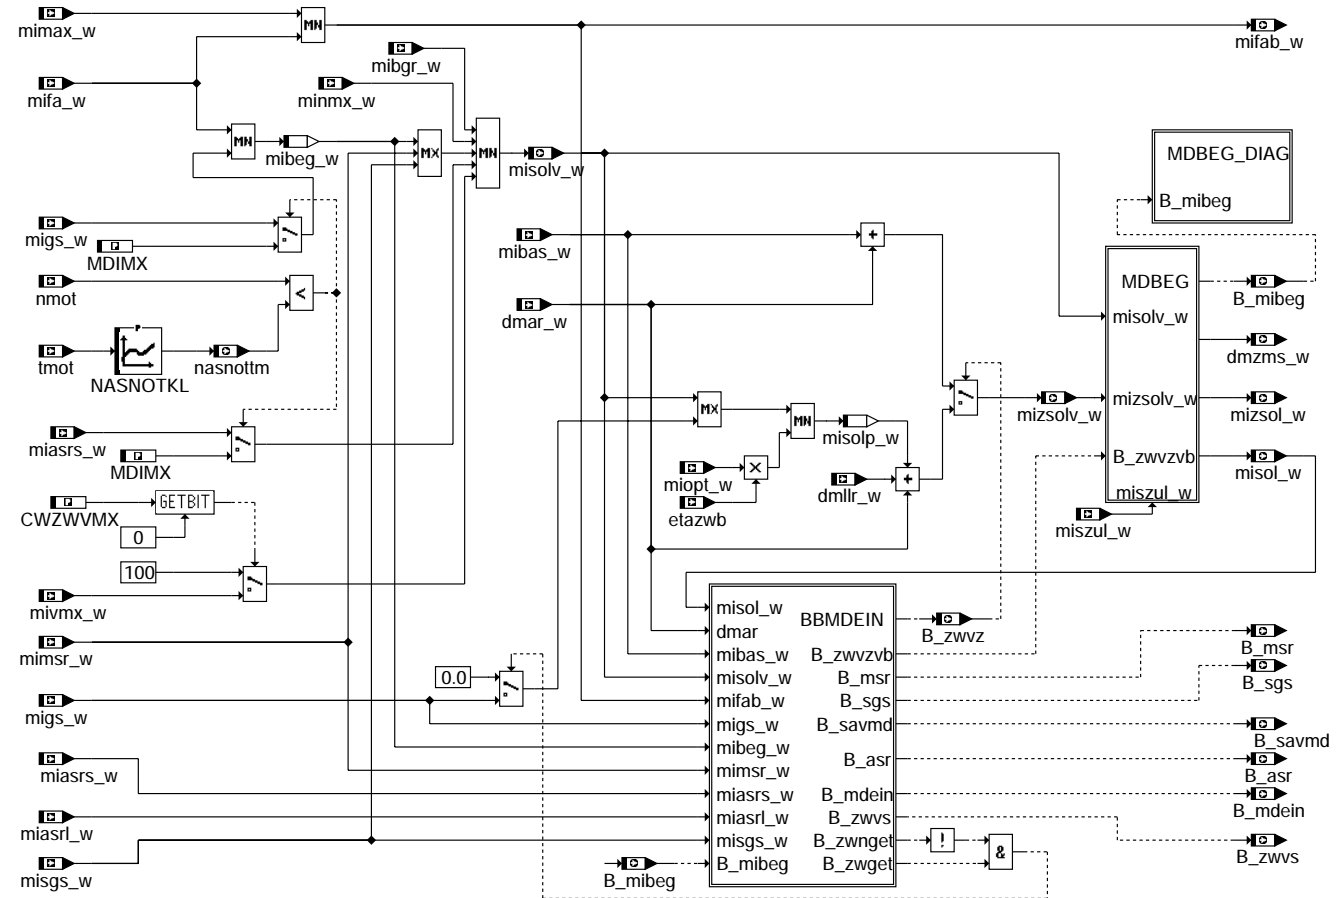 mimax_w
MN
mifab_w
mibgr_w
mifa_w
minmx_w
MN
mibeg_w
MX
MN
misolv_w
MDBEG_DIAG
B_mibeg
migs_w
MDIMX
mibas_w
+
nmot
<
dmar_w
MDBEG
B_mibeg
misolv_w
tmot
P
NASNOTKL
nasnottm
dmzms_w
miasrs_w
MDIMX
MX
MN
misolp_w
mizsolv_w
mizsolv_w
mizsol_w
miopt_w
×
etazwb
dmllr_w
+
B_zwvzvb
misol_w
miszul_w
miszul_w
CWZWVMX
GETBIT
0
100
mivmx_w
mimsr_w
migs_w
0.0
miasrs_w
miasrl_w
misgs_w
B_mibeg
misol_w
dmar
mibas_w
misolv_w
mifab_w
migs_w
mibeg_w
mimsr_w
miasrs_w
miasrl_w
misgs_w
B_mibeg
BBMDEIN
B_zwvzvb
B_msr
B_sgs
B_savmd
B_asr
B_mdein
B_zwvs
B_zwnget
B_zwget
!
&
B_zwvz
B_msr
B_sgs
B_savmd
B_asr
B_mdein
B_zwvs